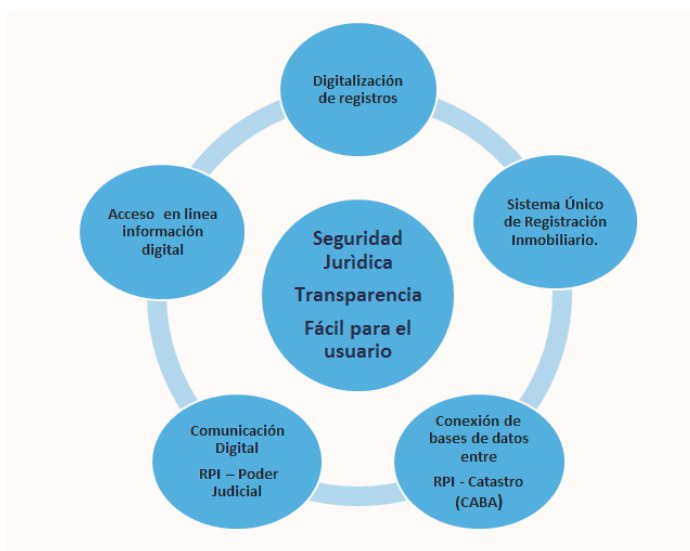 Digitalización
de registros
Sistema Único
de Registración
Inmobiliario.
Conexión de
bases de datos
entre
RPI - Catastro
(CABA)
Comunicación
Digital
RPI – Poder
Judicial
Acceso en linea
información
digital
Seguridad
Jurìdica
Transparencia
Fácil para el
usuario